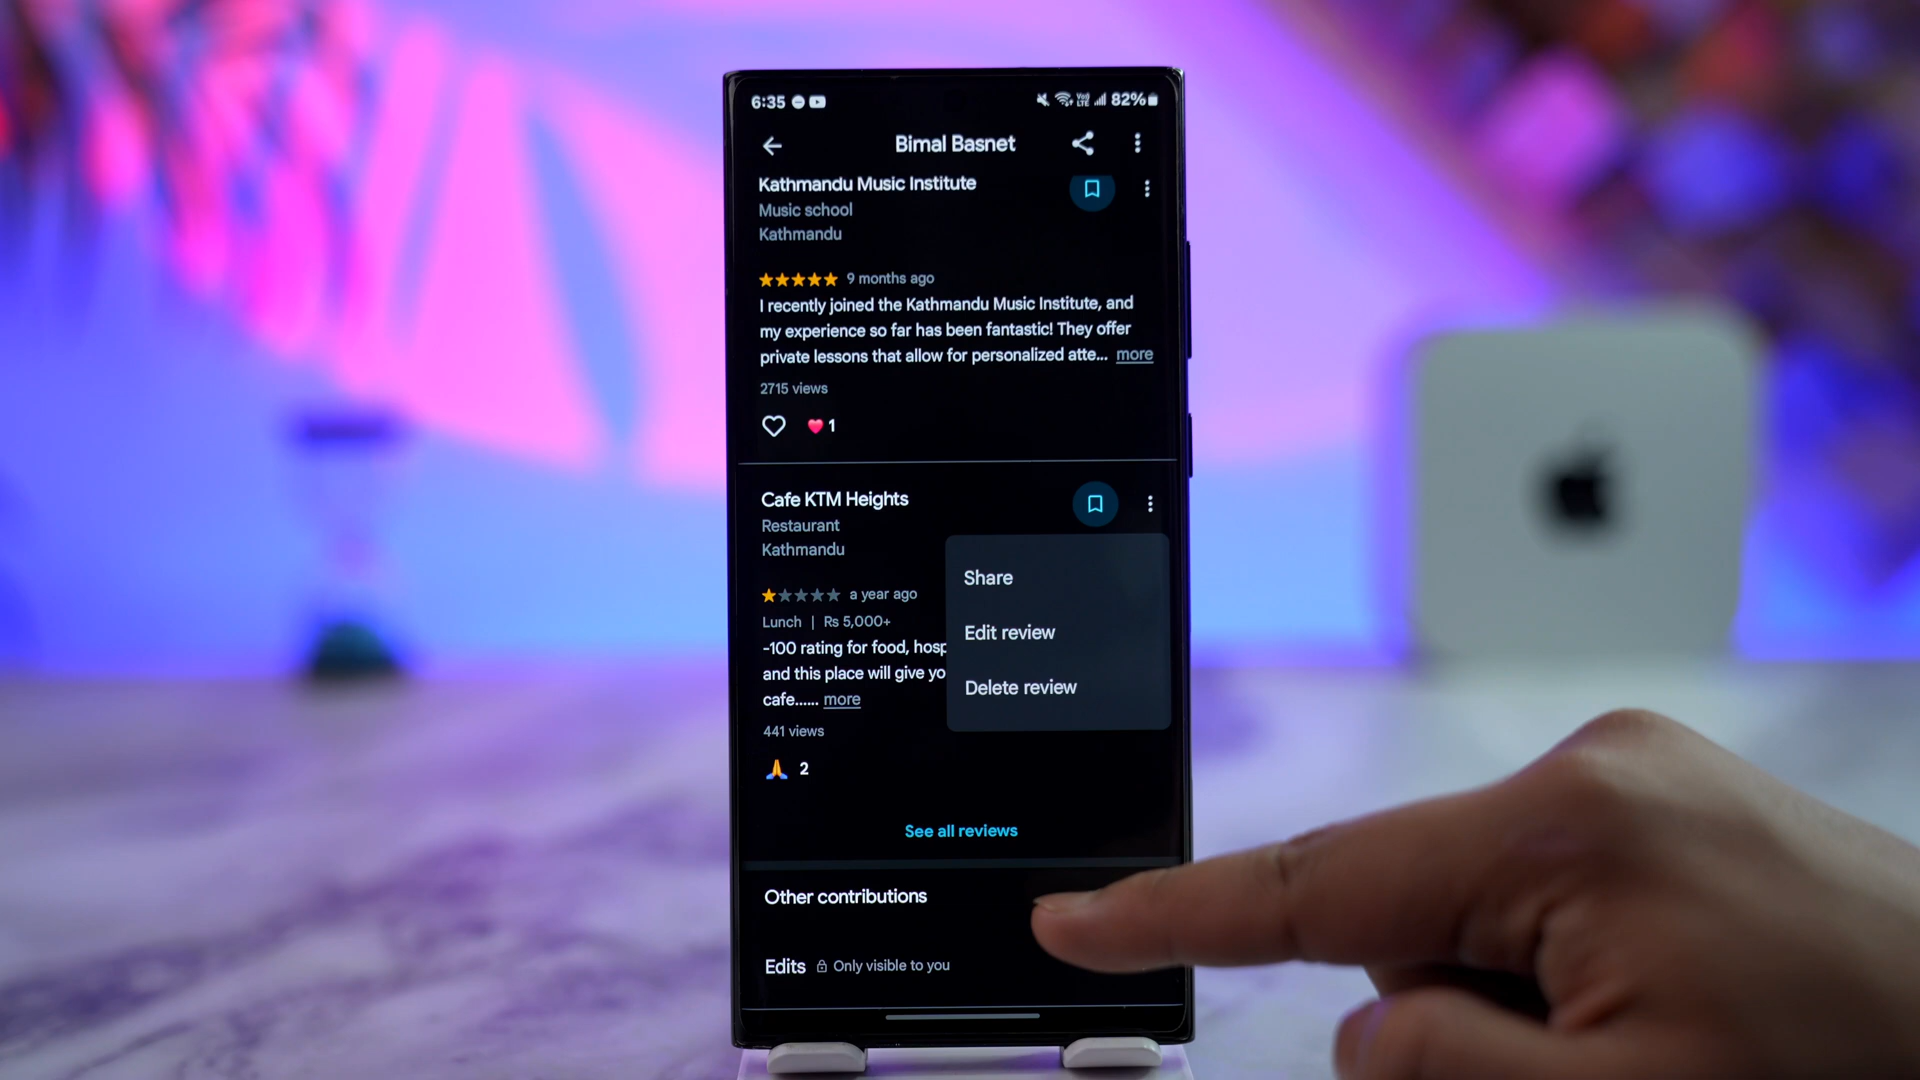 6:35 82%
Bimal Basnet
Kathmandu Music Institute
Music school
Kathmandu
9 months ago
I recently joined the Kathmandu Music Institute, and
my experience so far has been fantastic! They offer
private lessons that allow for personalized atte... more
2715 views
1
Cafe KTM Heights
Restaurant
Kathmandu
Share
a year ago
Lunch | Rs 5,000+
Edit review
-100 rating for food, hosp
and this place will give yo
Delete review
cafe...... more
441 views
2
See all reviews
Other contributions
Edits Only visible to you